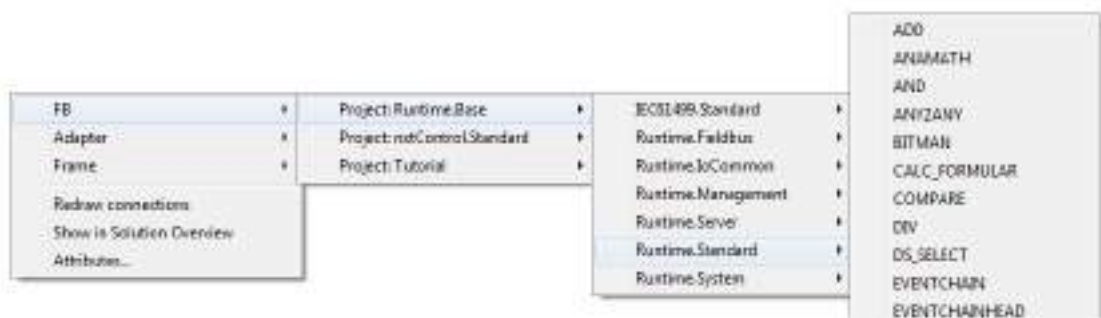 FB
Adapter
Frame
Redraw connections
Show in Solution Overview
Attributes...
Project: Runtime.Base
Project: nxtControl.Standard
Project: Tutorial
IEC61499.Standard
Runtime.Fieldbus
Runtime.IoCommon
Runtime.Management
Runtime.Server
Runtime.Standard
Runtime.System
ADD
ANAMATH
AND
ANY2ANY
BITMAN
CALC_FORMULAR
COMPARE
DIV
DS_SELECT
EVENTCHAIN
EVENTCHAINHEAD